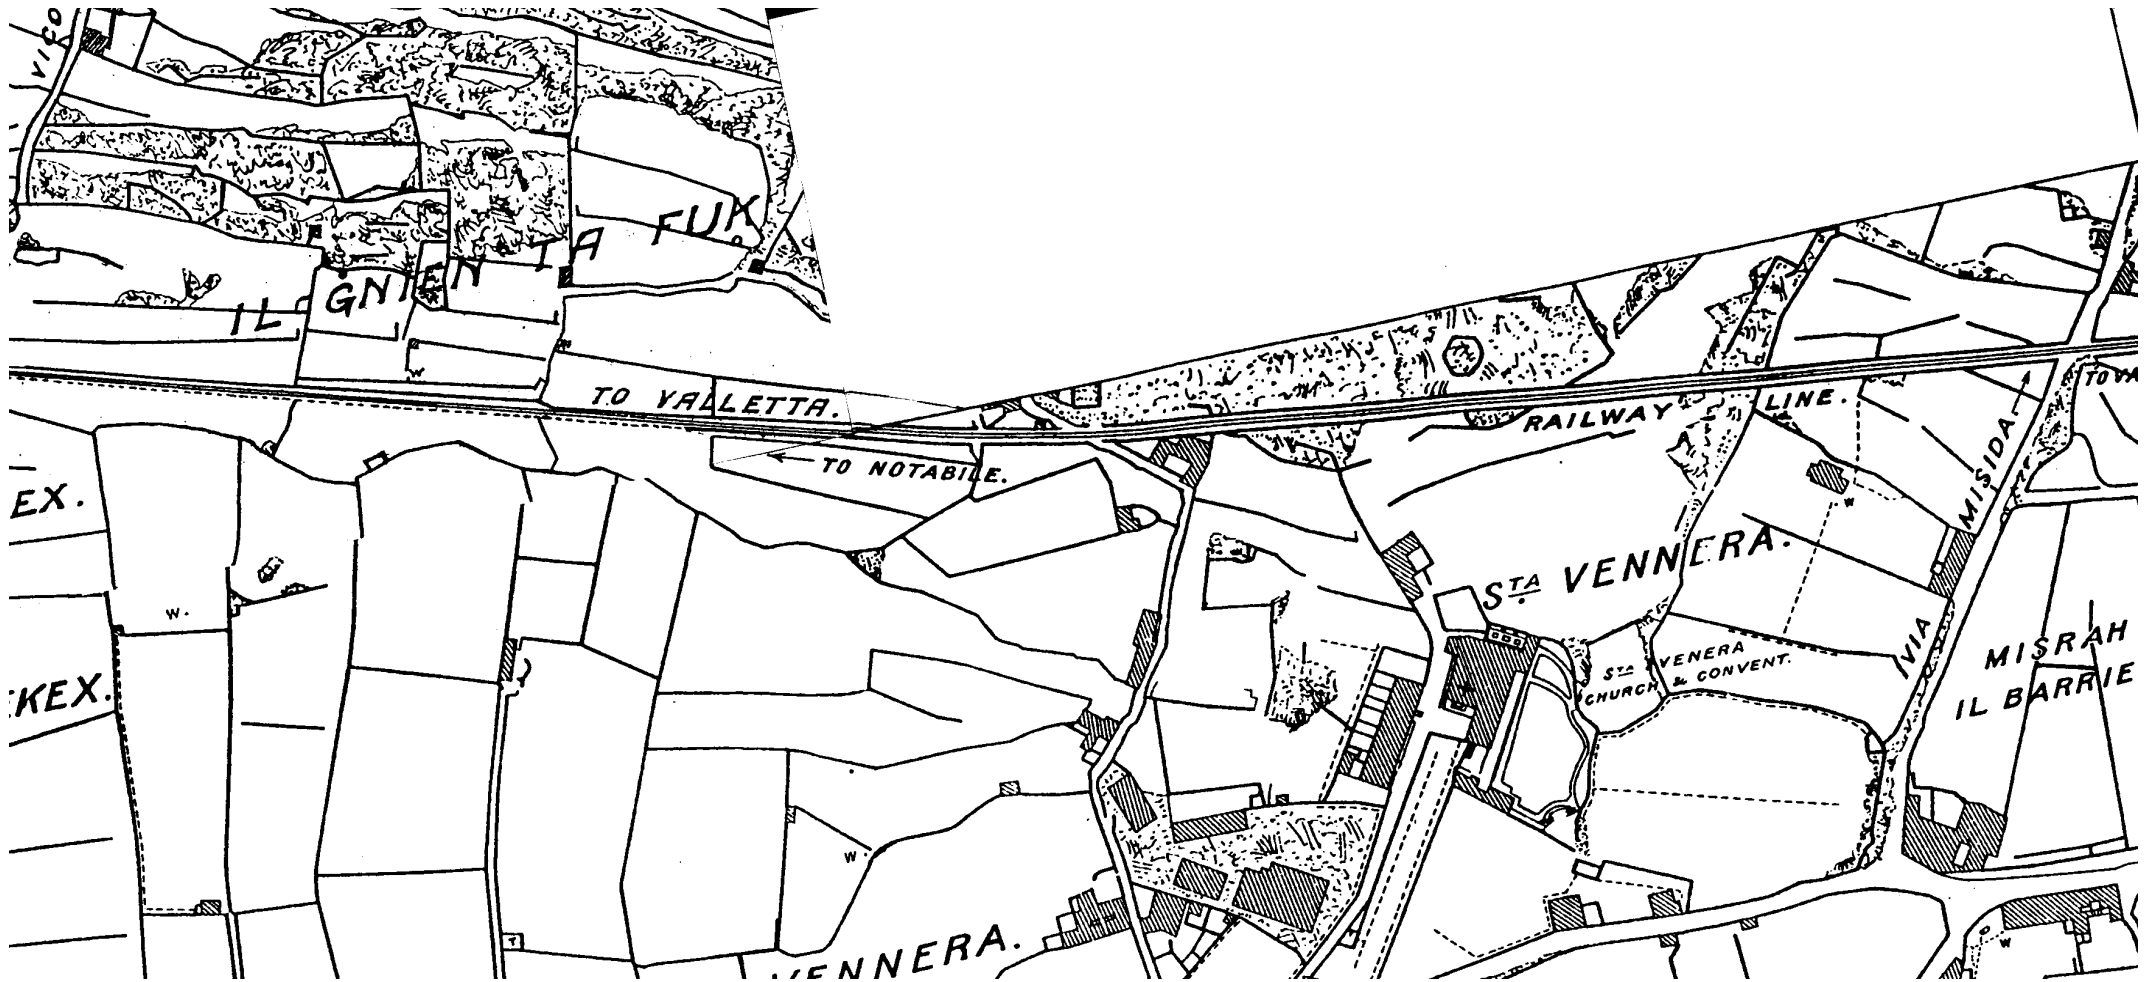 VICO
IL GNIEN TA FUK
TO VALLETTA.
W
TO NOTABILE.
RAILWAY LINE.
TO VA
MISIDA
VIA
EX.
STA VENNERA.
W
W.
STA VENERA
CHURCH & CONVENT.
MISRAH
IL BARRIE
KEX.
W.
VENNERA.
W